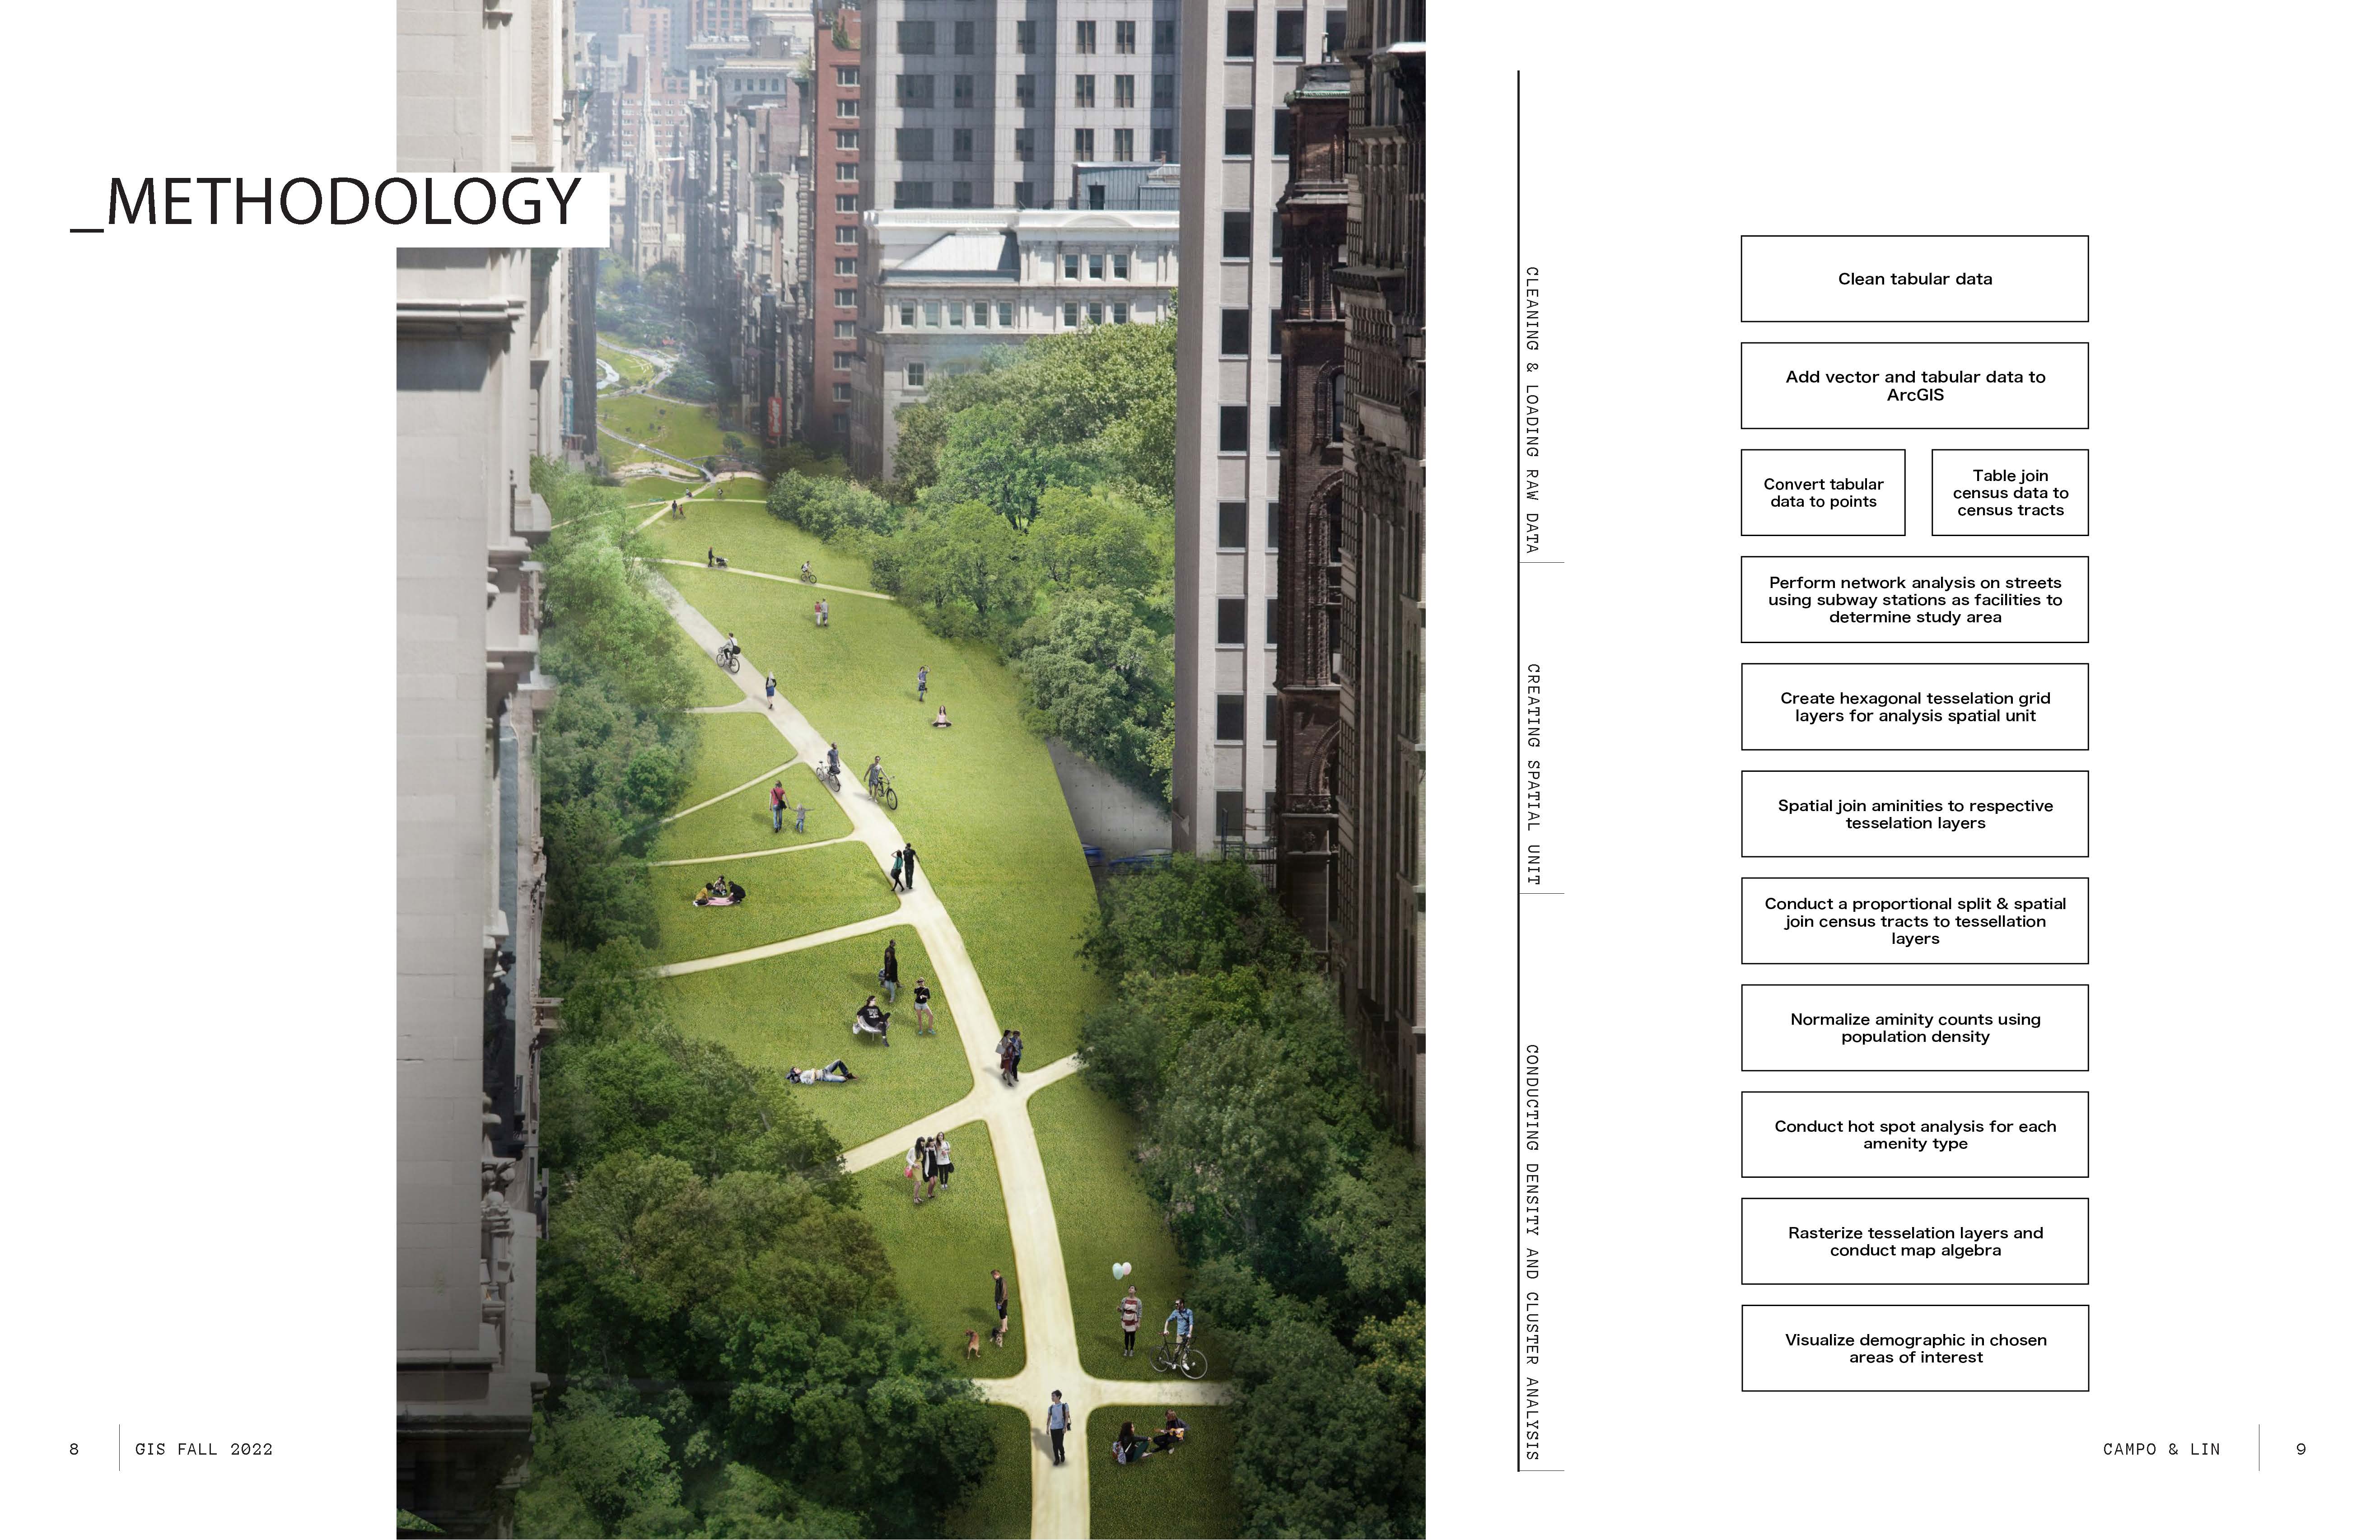 _METHODOLOGY
8
GIS FALL 2022
CLEANING & LOADING RAW DATA
CREATING SPATIAL UNIT
CONDUCTING DENSITY AND CLUSTER ANALYSIS
Clean tabular data
Add vector and tabular data to
ArcGIS
Convert tabular
data to points
Table join
census data to
census tracts
Perform network analysis on streets
using subway stations as facilities to
determine study area
Create hexagonal tesselation grid
layers for analysis spatial unit
Spatial join aminities to respective
tesselation layers
Conduct a proportional split & spatial
join census tracts to tessellation
layers
Normalize aminity counts using
population density
Conduct hot spot analysis for each
amenity type
Rasterize tesselation layers and
conduct map algebra
Visualize demographic in chosen
areas of interest
CAMPO & LIN
9